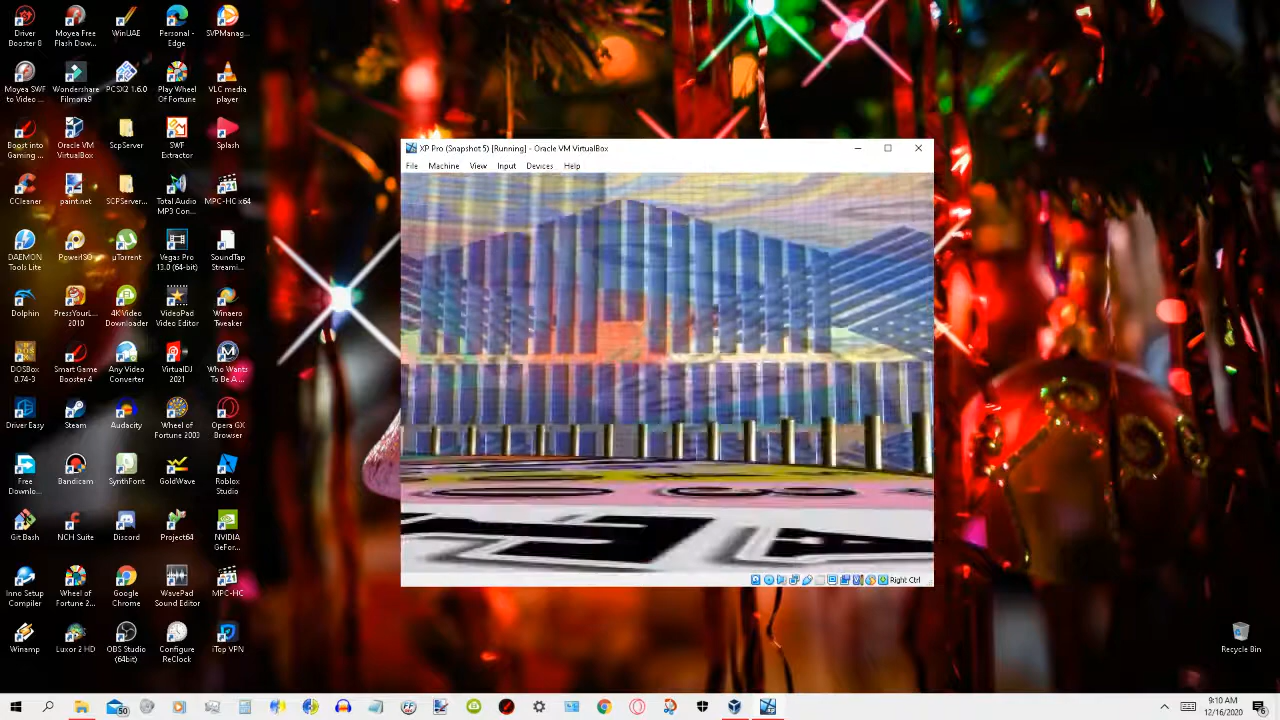 Driver
Booster 8
Moyea Free
Flash Dow...
WinUAE
Personal -
Edge
SVPManag...
Moyea SWF
to Video ...
Wondershare
Filmora9
PCSX2 1.6.0
Play Wheel
Of Fortune
VLC media
player
Boost into
Gaming ...
Oracle VM
VirtualBox
ScpServer
SWF
Extractor
Splash
CCleaner
paint.net
SCPServer...
Total Audio
MP3 Con...
MPC-HC x64
DAEMON
Tools Lite
PowerISO
µTorrent
Vegas Pro
13.0 (64-bit)
SoundTap
Streami...
Dolphin
PressYourL...
2010
4K Video
Downloader
VideoPad
Video Editor
Winaero
Tweaker
DOSBox
0.74-3
Smart Game
Booster 4
Any Video
Converter
VirtualDJ
2021
Who Wants
To Be A ...
Driver Easy
Steam
Audacity
Wheel of
Fortune 2003
Opera GX
Browser
Free
Downlo...
Bandicam
SynthFont
GoldWave
Roblox
Studio
Git Bash
NCH Suite
Discord
Project64
NVIDIA
GeFor...
Inno Setup
Compiler
Wheel of
Fortune 2...
Google
Chrome
WavePad
Sound Editor
MPC-HC
Winamp
Luxor 2 HD
OBS Studio
(64bit)
Configure
ReClock
iTop VPN
XP Pro (Snapshot 5) [Running] - Oracle VM VirtualBox
File Machine View Input Devices Help
Right Ctrl
Recycle Bin
50
9:10 AM
12/16/2020
6